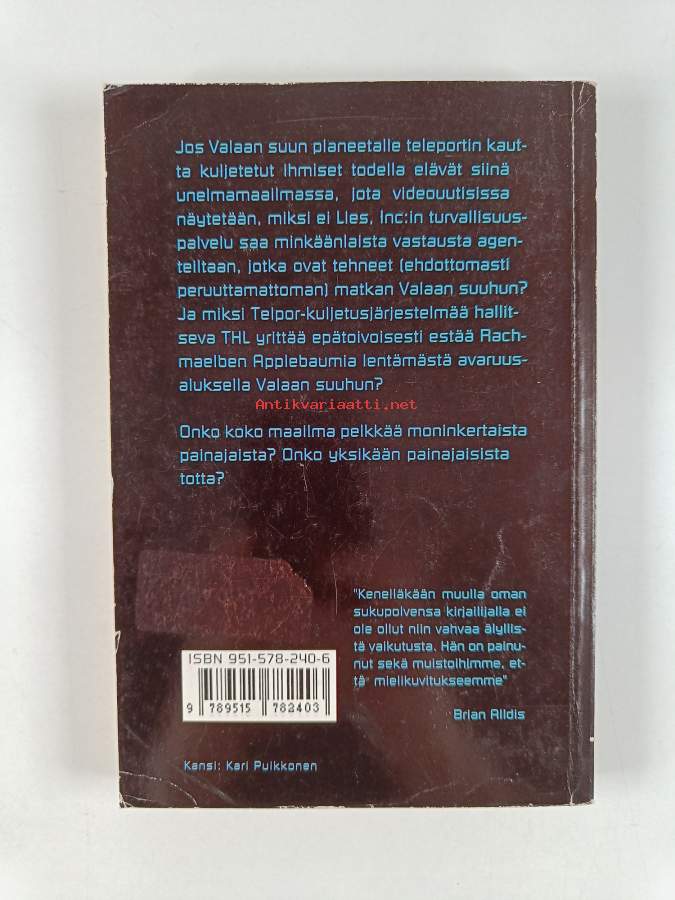 Jos Valaan suun planeetalle teleportin kaut-
ta kuljetetut ihmiset todella elävät siinä
unelmamaailmassa, jota videouutisissa
näytetään, miksi ei Lies, Inc:in turvallisuus-
palvelu saa minkäänlaista vastausta agen-
teiltaan, jotka ovat tehneet (ehdottomasti
peruuttamattoman) matkan Valaan suuhun?
Ja miksi Telpor-kuljetusjärjestelmää hallit-
seva THL yrittää epätoivoisesti estää Rach-
maelben Applebaumia lentämästä avaruus-
aluksella Valaan suuhun?
Antikvariaatti.net
Onko koko maailma pelkkää moninkertaista
painajaista? Onko yksikään painajaisista
totta?
"Kenelläkään muulla oman
sukupolvensa kirjailijalla ei
ole ollut niin vahvaa älyllis-
tä vaikutusta. Hän on painu-
nut sekä muistoihimme, et-
tä mielikuvitukseemme"
Brian Alldis
ISBN 951-578-240-6
9 789515 782403
Kansi: Kari Pulkkonen